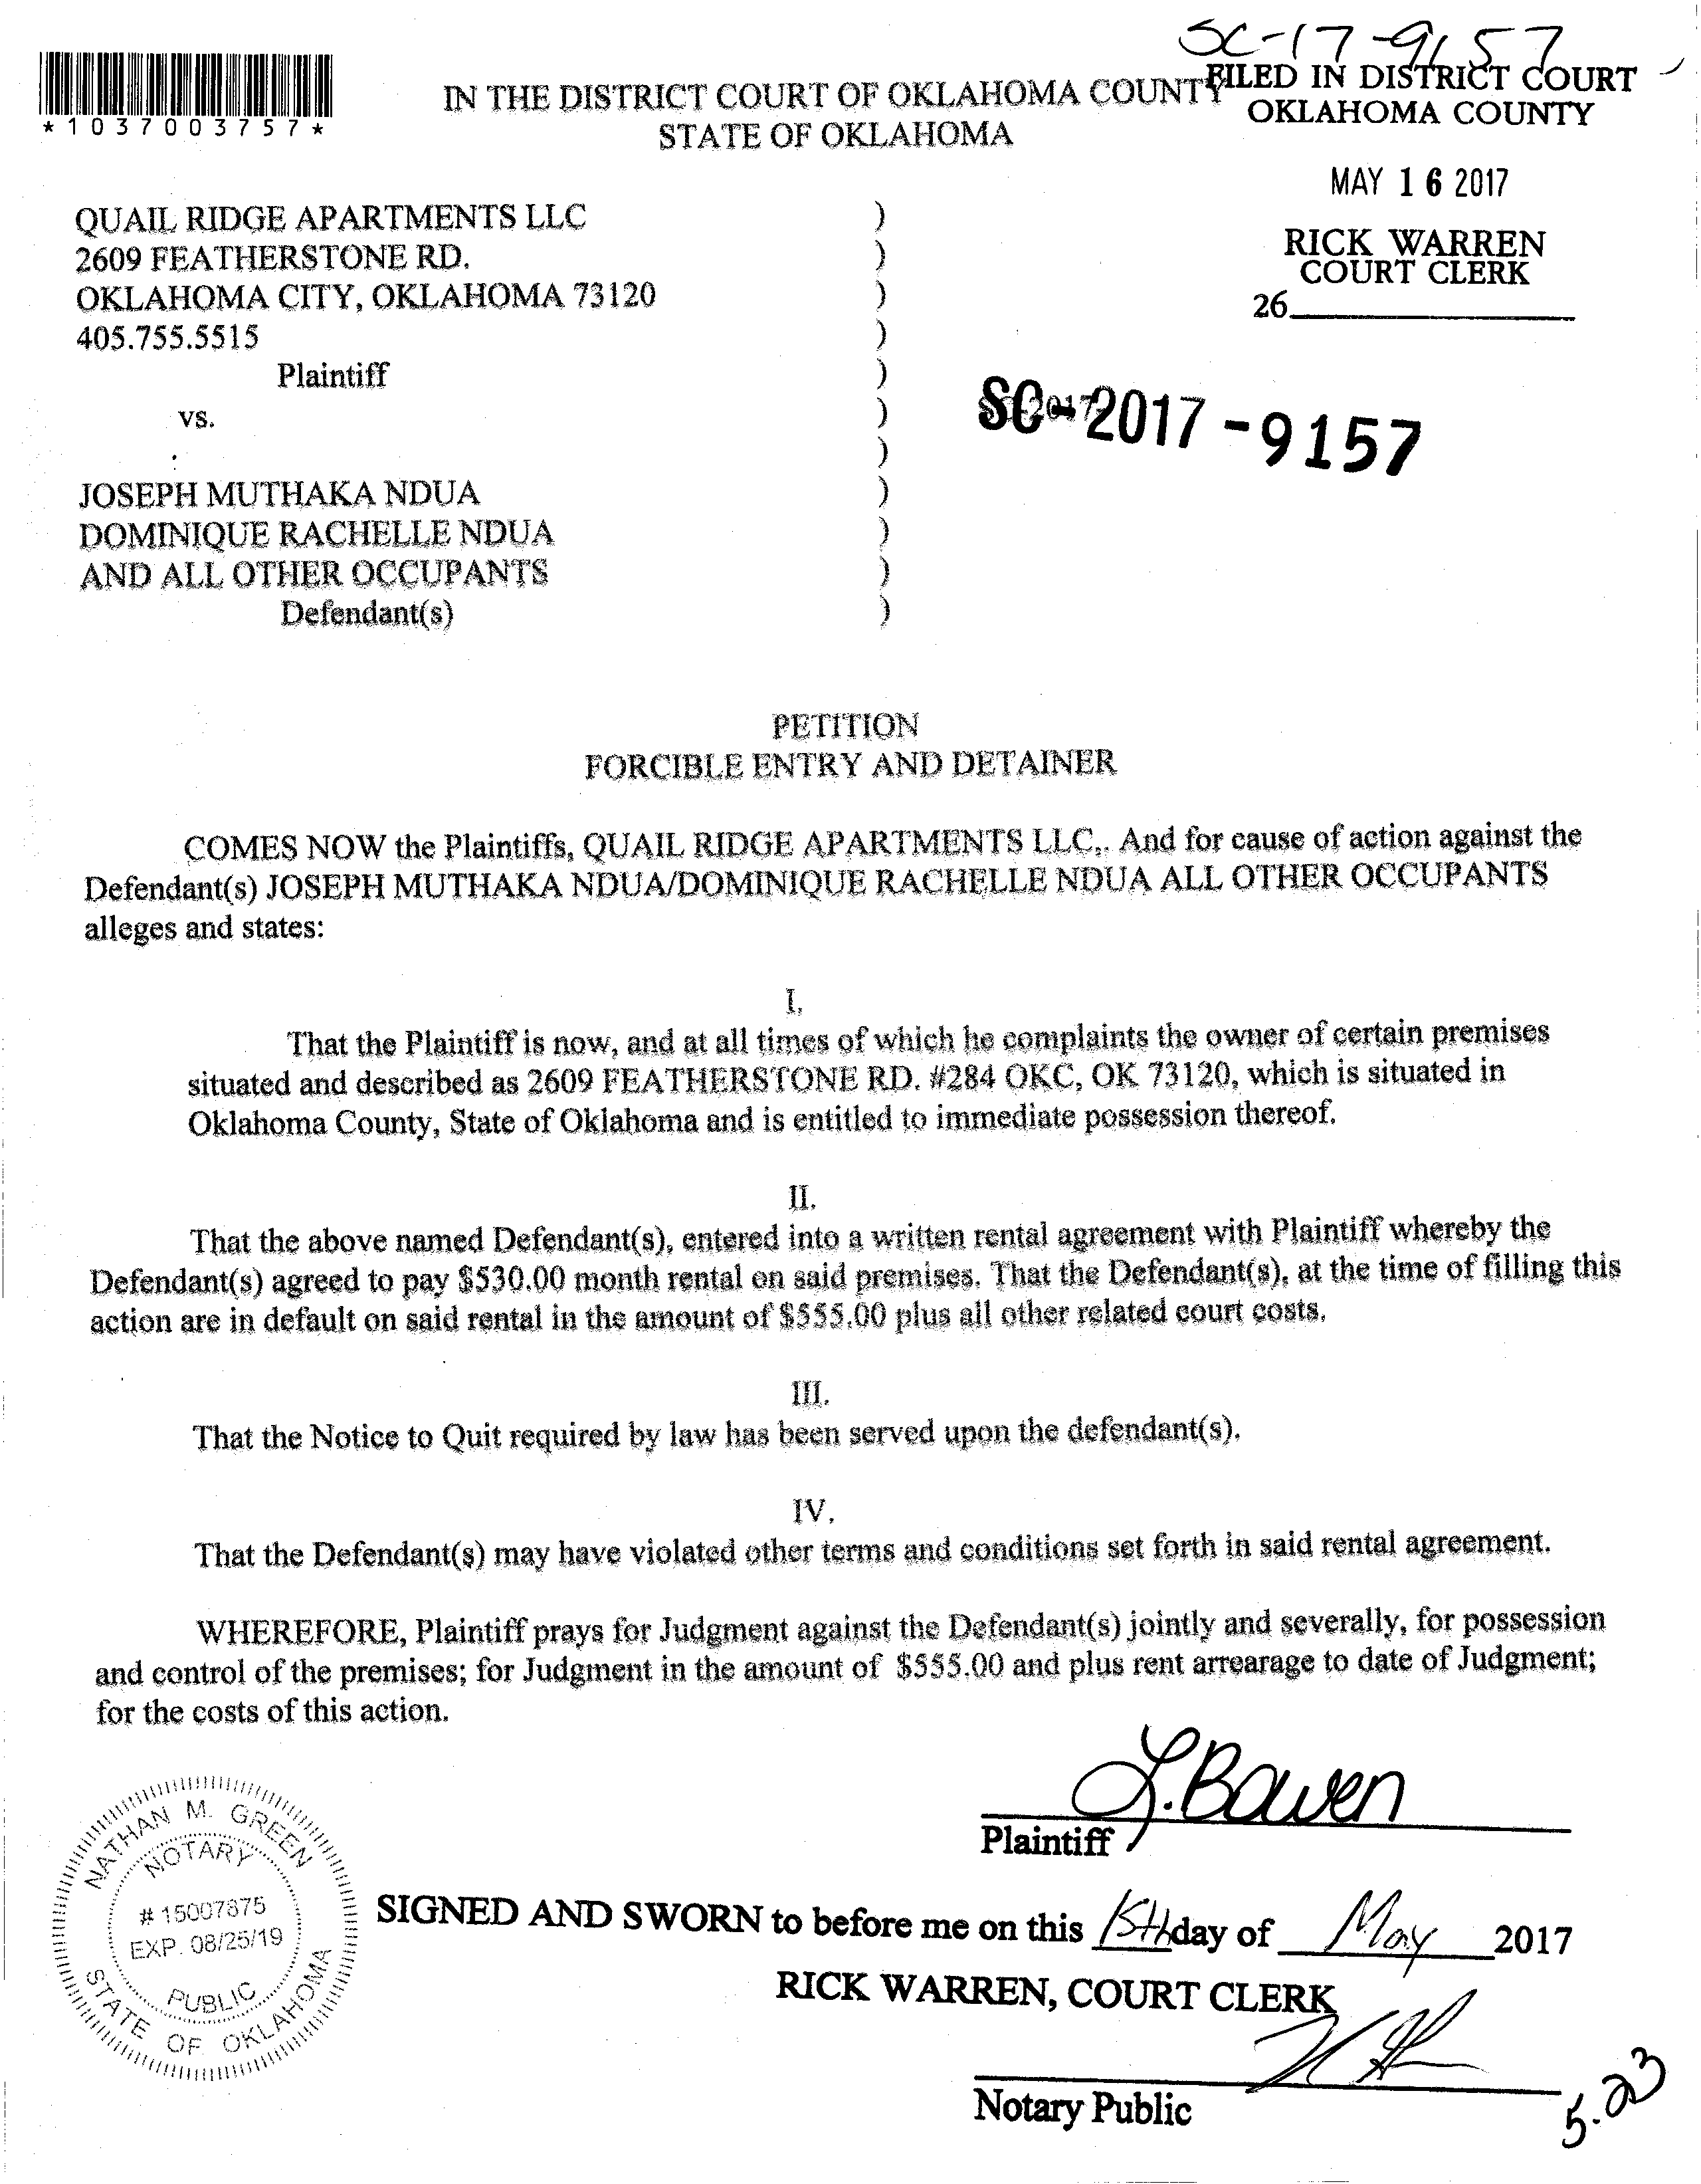 SC-17-9157
*1037003757*
IN THE DISTRICT COURT OF OKLAHOMA COUNTY
STATE OF OKLAHOMA
FILED IN DISTRICT COURT
OKLAHOMA COUNTY
MAY 16 2017
RICK WARREN
COURT CLERK
26
QUAIL RIDGE APARTMENTS LLC )
2609 FEATHERSTONE RD. )
OKLAHOMA CITY, OKLAHOMA 73120 )
405.755.5515 )
Plaintiff )
vs. )
)
SC-2017-9157
JOSEPH MUTHAKA NDUA )
DOMINIQUE RACHELLE NDUA )
AND ALL OTHER OCCUPANTS )
Defendant(s) )
PETITION
FORCIBLE ENTRY AND DETAINER
COMES NOW the Plaintiffs, QUAIL RIDGE APARTMENTS LLC,. And for cause of action against the
Defendant(s) JOSEPH MUTHAKA NDUA/DOMINIQUE RACHELLE NDUA ALL OTHER OCCUPANTS
alleges and states:
I.
That the Plaintiff is now, and at all times of which he complaints the owner of certain premises
situated and described as 2609 FEATHERSTONE RD. #284 OKC, OK 73120, which is situated in
Oklahoma County, State of Oklahoma and is entitled to immediate possession thereof.
II.
That the above named Defendant(s), entered into a written rental agreement with Plaintiff whereby the
Defendant(s) agreed to pay $530.00 month rental on said premises. That the Defendant(s), at the time of filling this
action are in default on said rental in the amount of $555.00 plus all other related court costs.
III.
That the Notice to Quit required by law has been served upon the defendant(s).
IV.
That the Defendant(s) may have violated other terms and conditions set forth in said rental agreement.
WHEREFORE, Plaintiff prays for Judgment against the Defendant(s) jointly and severally, for possession
and control of the premises; for Judgment in the amount of $555.00 and plus rent arrearage to date of Judgment;
for the costs of this action.
L. Bowen
Plaintiff
NATHAN M. GREEN
NOTARY
# 15007875
EXP. 08/25/19
PUBLIC
STATE OF OKLAHOMA
SIGNED AND SWORN to before me on this 15th day of May 2017
RICK WARREN, COURT CLERK
Notary Public
5.23